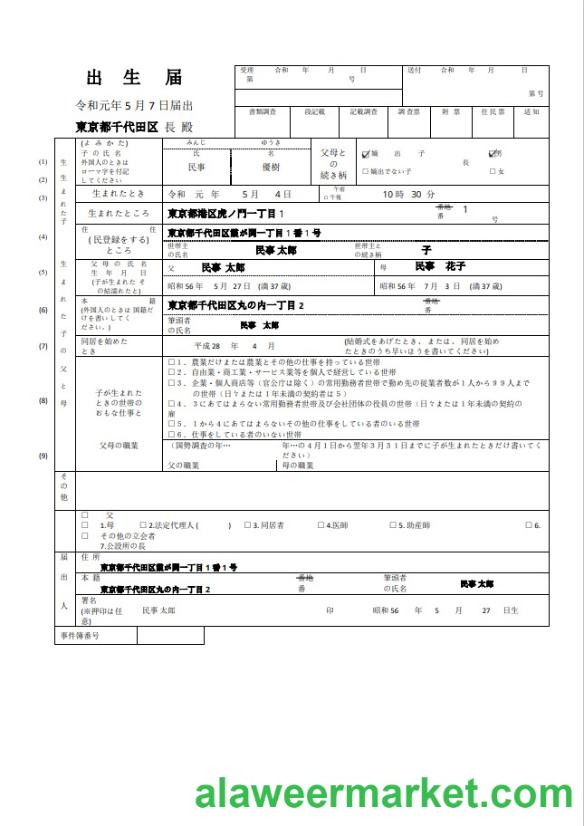 出 生 届
令和元年 5 月 7 日届出
東京都千代田区 長 殿
受理 令和 年 月 日
第 号
送付 令和 年 月 日
第 号
書類調査 戸記載 記載調査 調査票 附 票 住民票 通 知
(1)
(2)
(3)
(4)
(5)
(6)
(7)
(8)
(9)
生まれた子
(よ み か た) みんじ ゆうき
子 の 氏 名 氏 名
外国人のときは
ローマ字を付記
してください
民事 優樹
父母と
の
続き柄
嫡 出 子 男
長
□嫡出でない子 □女
生まれたとき 令和 元 年 5 月 4 日 午前 □午後 10 時 30 分
生まれたところ 東京都港区虎ノ門一丁目 1 番地 番 1 号
住 所
(住民登録をする)
ところ
東京都千代田区霞が関一丁目 1 番 1 号
世帯主
の氏名
民事 太郎
世帯主と
の続き柄
子
生まれた子の父と母
父 母 の 氏 名
生 年 月 日
(子が生まれた そ
父 民事 太郎 母 民事 花子
昭和 56 年 5 月 27 日 (満 37 歳) 昭和 56 年 7 月 3 日 (満 37 歳)
本 籍
(外国人のときは 国籍だ
けを書いてく
ださい。)
東京都千代田区丸の内一丁目 2 番地 番
筆頭者
の氏名
民事 太郎
同居を始めた
とき
平成 28 年 4 月
(結婚式をあげたとき、または、同居を始め
たときのうち早いほうを書いてください)
子が生まれた
ときの世帯の
おもな仕事と
□1．農業だけまたは農業とその他の仕事を持っている世帯
□2．自由業・商工業・サービス業等を個人で経営している世帯
□3．企業・個人商店等（官公庁は除く）の常用勤務者世帯で勤め先の従業者数が 1 人から 9 9 人まで
の世帯（日々または 1 年未満の契約者は 5）
□4．3 にあてはまらない常用勤務者世帯及び会社団体の役員の世帯（日々または 1 年未満の契約の
雇
□5．1 から 4 にあてはまらないその他の仕事をしている者のいる世帯
□6．仕事をしている者のいない世帯
父母の職業
（国勢調査の年… 年…の 4 月 1 日から翌年 3 月 3 1 日までに子が生まれたときだけ書いてく
ださい）
父の職業 母の職業
その他
□ 父
□ 1.母 □ 2.法定代理人 ( ) □ 3.同居者 □ 4.医師 □ 5.助産師 □ 6.
□ その他の立会者
7.公設所の長
届出人
住 所
東京都千代田区霞が関一丁目 1 番 1 号
本 籍
東京都千代田区丸の内一丁目 2
番地
番
筆頭者
の氏名
民事 太郎
署名
(※押印は任
意)
民事 太郎 印 昭和 56 年 5 月 27 日生
事件簿番号
alaweermarket.com